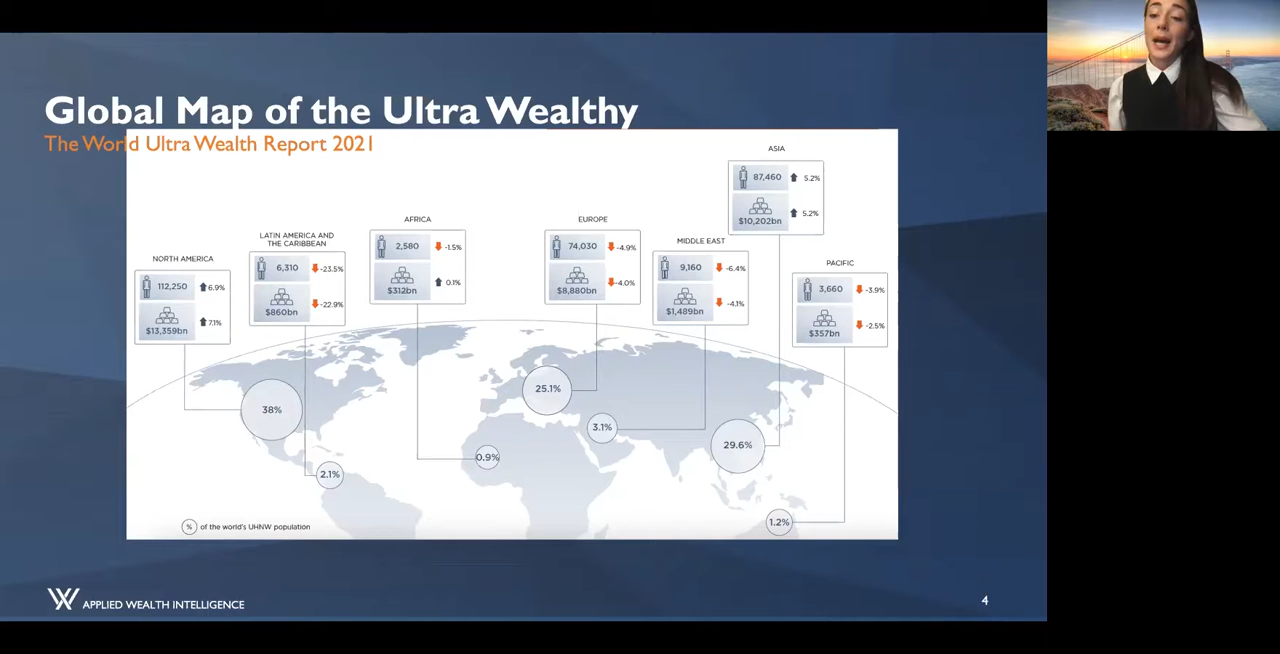 Global Map of the Ultra Wealthy
The World Ultra Wealth Report 2021
NORTH AMERICA
112,250 6.9%
$13,359bn 7.1%
LATIN AMERICA AND
THE CARIBBEAN
6,310 -23.5%
$860bn -22.9%
AFRICA
2,580 -1.5%
$312bn 0.1%
EUROPE
74,030 -4.9%
$8,880bn -4.0%
MIDDLE EAST
9,160 -6.4%
$1,489bn -4.1%
ASIA
87,460 5.2%
$10,202bn 5.2%
PACIFIC
3,660 -3.9%
$357bn -2.5%
38%
2.1%
0.9%
25.1%
3.1%
29.6%
1.2%
% of the world's UHNW population
W APPLIED WEALTH INTELLIGENCE
4